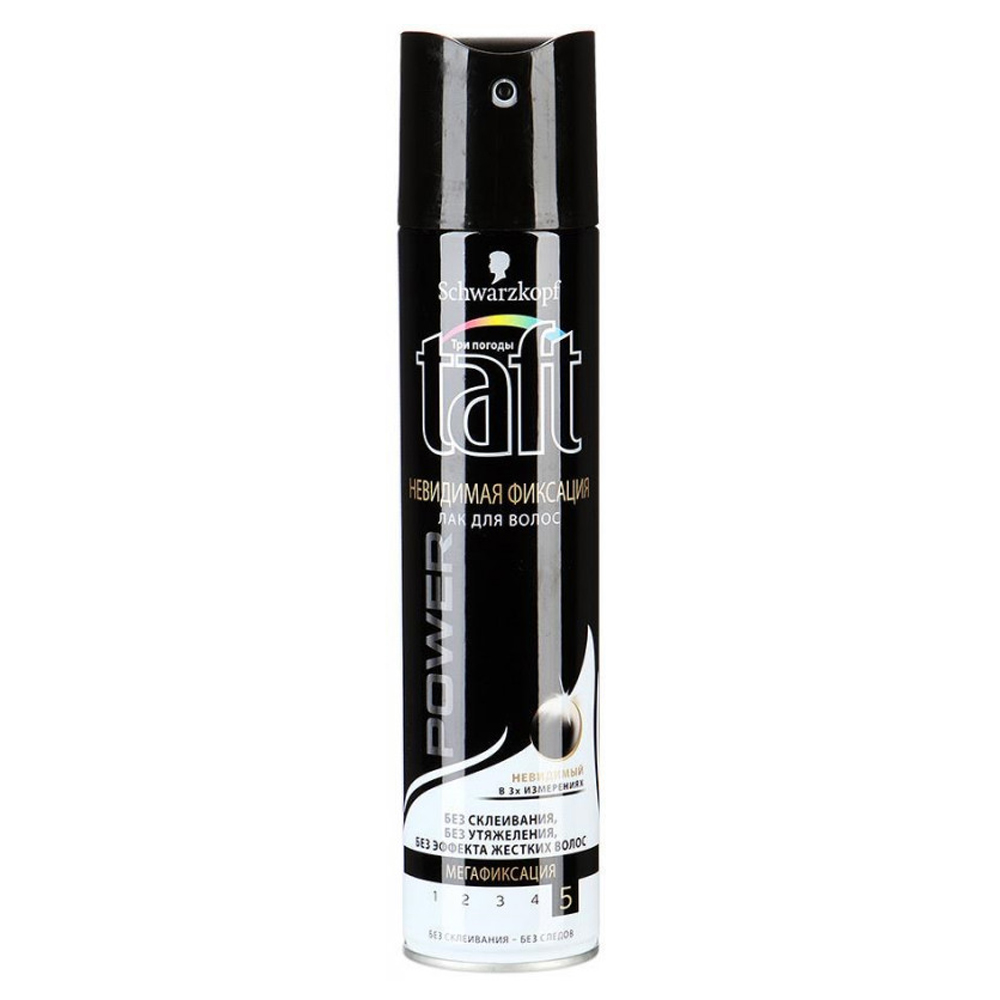 Schwarzkopf
Три погоды
taft
НЕВИДИМАЯ ФИКСАЦИЯ
ЛАК ДЛЯ ВОЛОС
POWER
НЕВИДИМЫЙ
В 3х ИЗМЕРЕНИЯХ
БЕЗ СКЛЕИВАНИЯ,
БЕЗ УТЯЖЕЛЕНИЯ,
БЕЗ ЭФФЕКТА ЖЕСТКИХ ВОЛОС
МЕГАФИКСАЦИЯ
1 2 3 4 5
БЕЗ СКЛЕИВАНИЯ – БЕЗ СЛЕДОВ